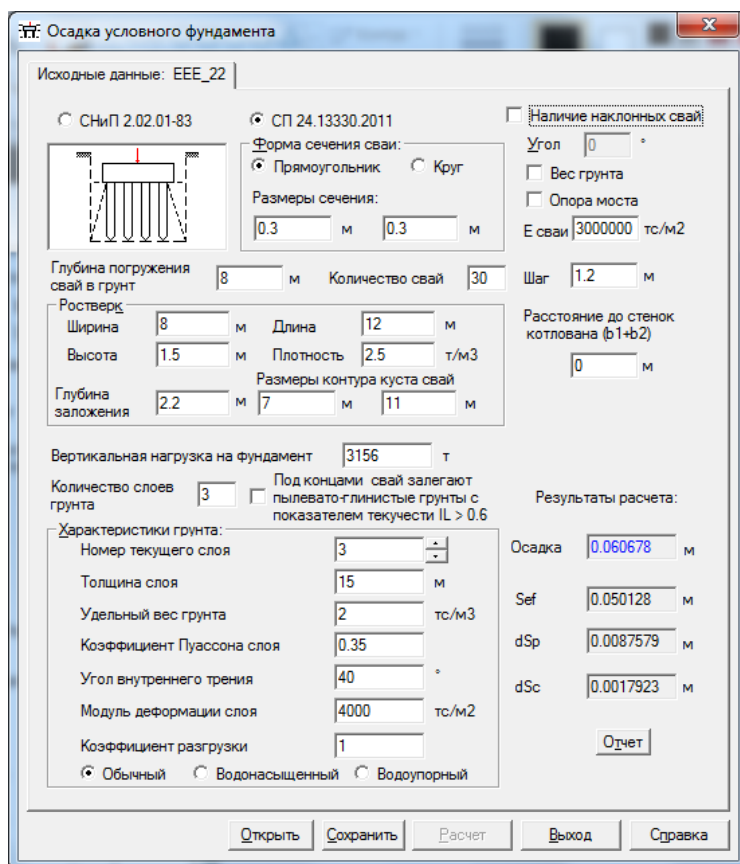 Осадка условного фундамента
Исходные данные: EEE_22
СНиП 2.02.01-83
СП 24.13330.2011
Наличие наклонных свай
Угол 0 °
Вес грунта
Опора моста
E сваи 3000000 тс/м2
Форма сечения сваи:
Прямоугольник Круг
Размеры сечения:
0.3 м 0.3 м
Глубина погружения
свай в грунт 8 м
Количество свай 30
Шаг 1.2 м
Ростверк
Ширина 8 м Длина 12 м
Высота 1.5 м Плотность 2.5 т/м3
Размеры контура куста свай
Глубина
заложения 2.2 м 7 м 11 м
Расстояние до стенок
котлована (b1+b2)
0 м
Вертикальная нагрузка на фундамент 3156 т
Количество слоев
грунта 3
Под концами свай залегают
пылевато-глинистые грунты с
показателем текучести IL > 0.6
Характеристики грунта:
Номер текущего слоя 3
Толщина слоя 15 м
Удельный вес грунта 2 тс/м3
Коэффициент Пуассона слоя 0.35
Угол внутреннего трения 40 °
Модуль деформации слоя 4000 тс/м2
Коэффициент разгрузки 1
Обычный Водонасыщенный Водоупорный
Результаты расчета:
Осадка 0.060678 м
Sef 0.050128 м
dSp 0.0087579 м
dSc 0.0017923 м
Отчет
Открыть Сохранить Расчет Выход Справка